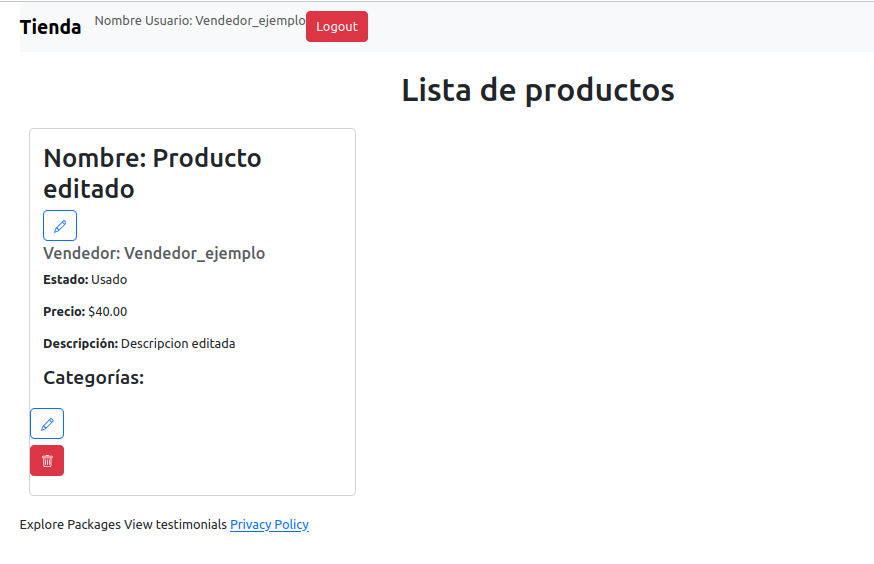 Tienda Nombre Usuario: Vendedor_ejemplo Logout
Lista de productos
Nombre: Producto
editado
Vendedor: Vendedor_ejemplo
Estado: Usado
Precio: $40.00
Descripción: Descripcion editada
Categorías:
Explore Packages View testimonials Privacy Policy